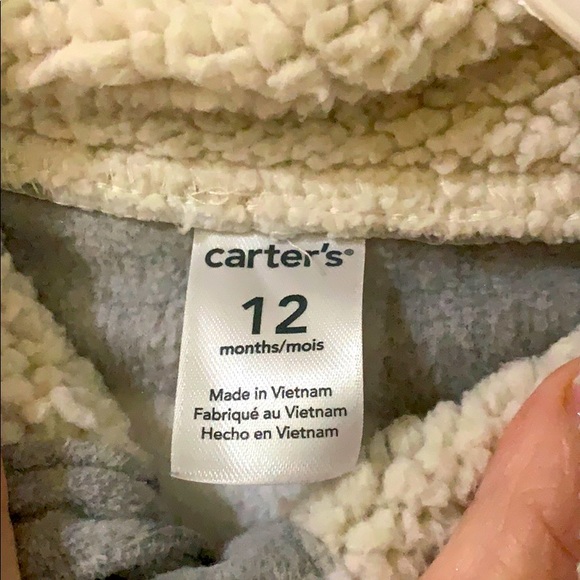 carter's®
12
months/mois
Made in Vietnam
Fabriqué au Vietnam
Hecho en Vietnam